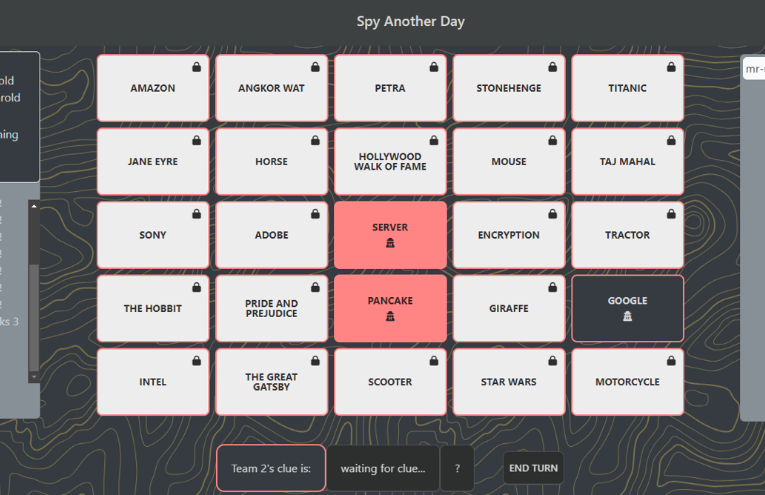 Spy Another Day
old
rold
ning
ks 3
mr-
AMAZON
ANGKOR WAT
PETRA
STONEHENGE
TITANIC
JANE EYRE
HORSE
HOLLYWOOD
WALK OF FAME
MOUSE
TAJ MAHAL
SONY
ADOBE
SERVER
ENCRYPTION
TRACTOR
THE HOBBIT
PRIDE AND
PREJUDICE
PANCAKE
GIRAFFE
GOOGLE
INTEL
THE GREAT
GATSBY
SCOOTER
STAR WARS
MOTORCYCLE
Team 2's clue is:
waiting for clue...
?
END TURN